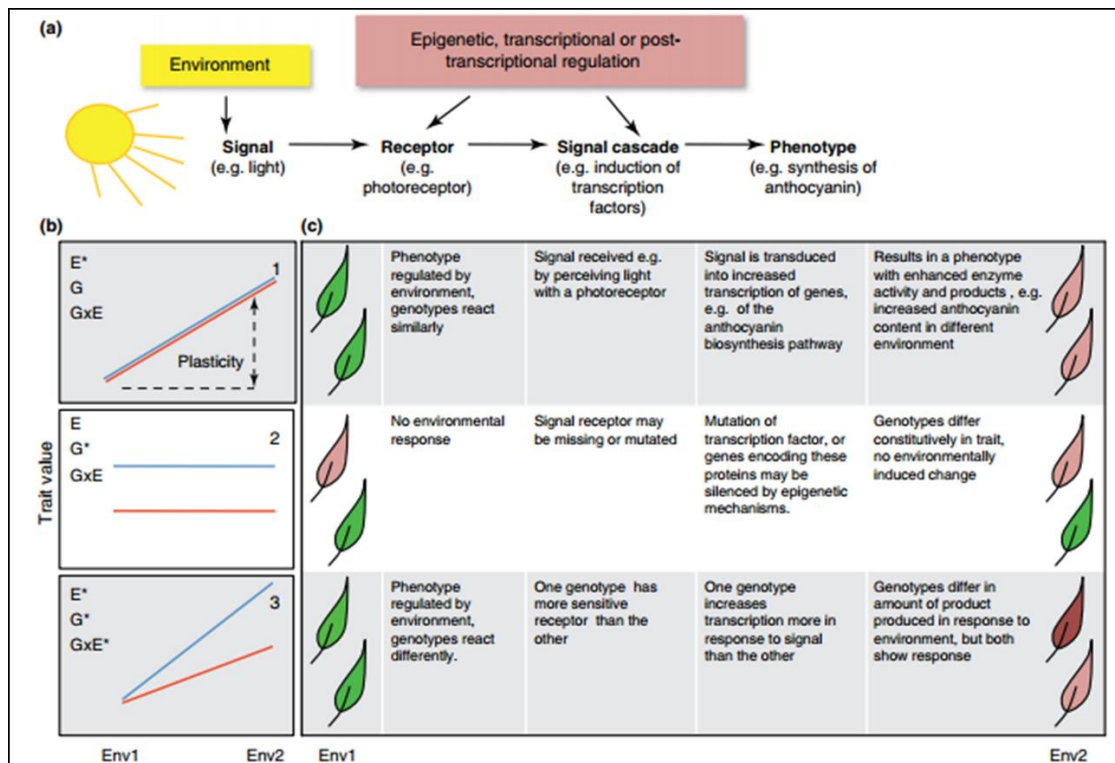 (a)
Environment
Epigenetic, transcriptional or post-
transcriptional regulation
Signal
(e.g. light)
Receptor
(e.g.
photoreceptor)
Signal cascade
(e.g. induction of
transcription
factors)
Phenotype
(e.g. synthesis of
anthocyanin)
(b)
Trait value
E*
G
GxE
1
Plasticity
E
G*
GxE
2
E*
G*
GxE*
3
Env1
Env2
(c)
Phenotype
regulated by
environment,
genotypes react
similarly
Signal received e.g.
by perceiving light
with a photoreceptor
Signal is transduced
into increased
transcription of genes,
e.g. of the
anthocyanin
biosynthesis pathway
Results in a phenotype
with enhanced enzyme
activity and products , e.g.
increased anthocyanin
content in different
environment
No environmental
response
Signal receptor may
be missing or mutated
Mutation of
transcription factor, or
genes encoding these
proteins may be
silenced by epigenetic
mechanisms.
Genotypes differ
constitutively in trait,
no environmentally
induced change
Phenotype
regulated by
environment,
genotypes react
differently.
One genotype has
more sensitive
receptor than the
other
One genotype
increases
transcription more in
response to signal
than the other
Genotypes differ in
amount of product
produced in response to
environment, but both
show response
Env1
Env2